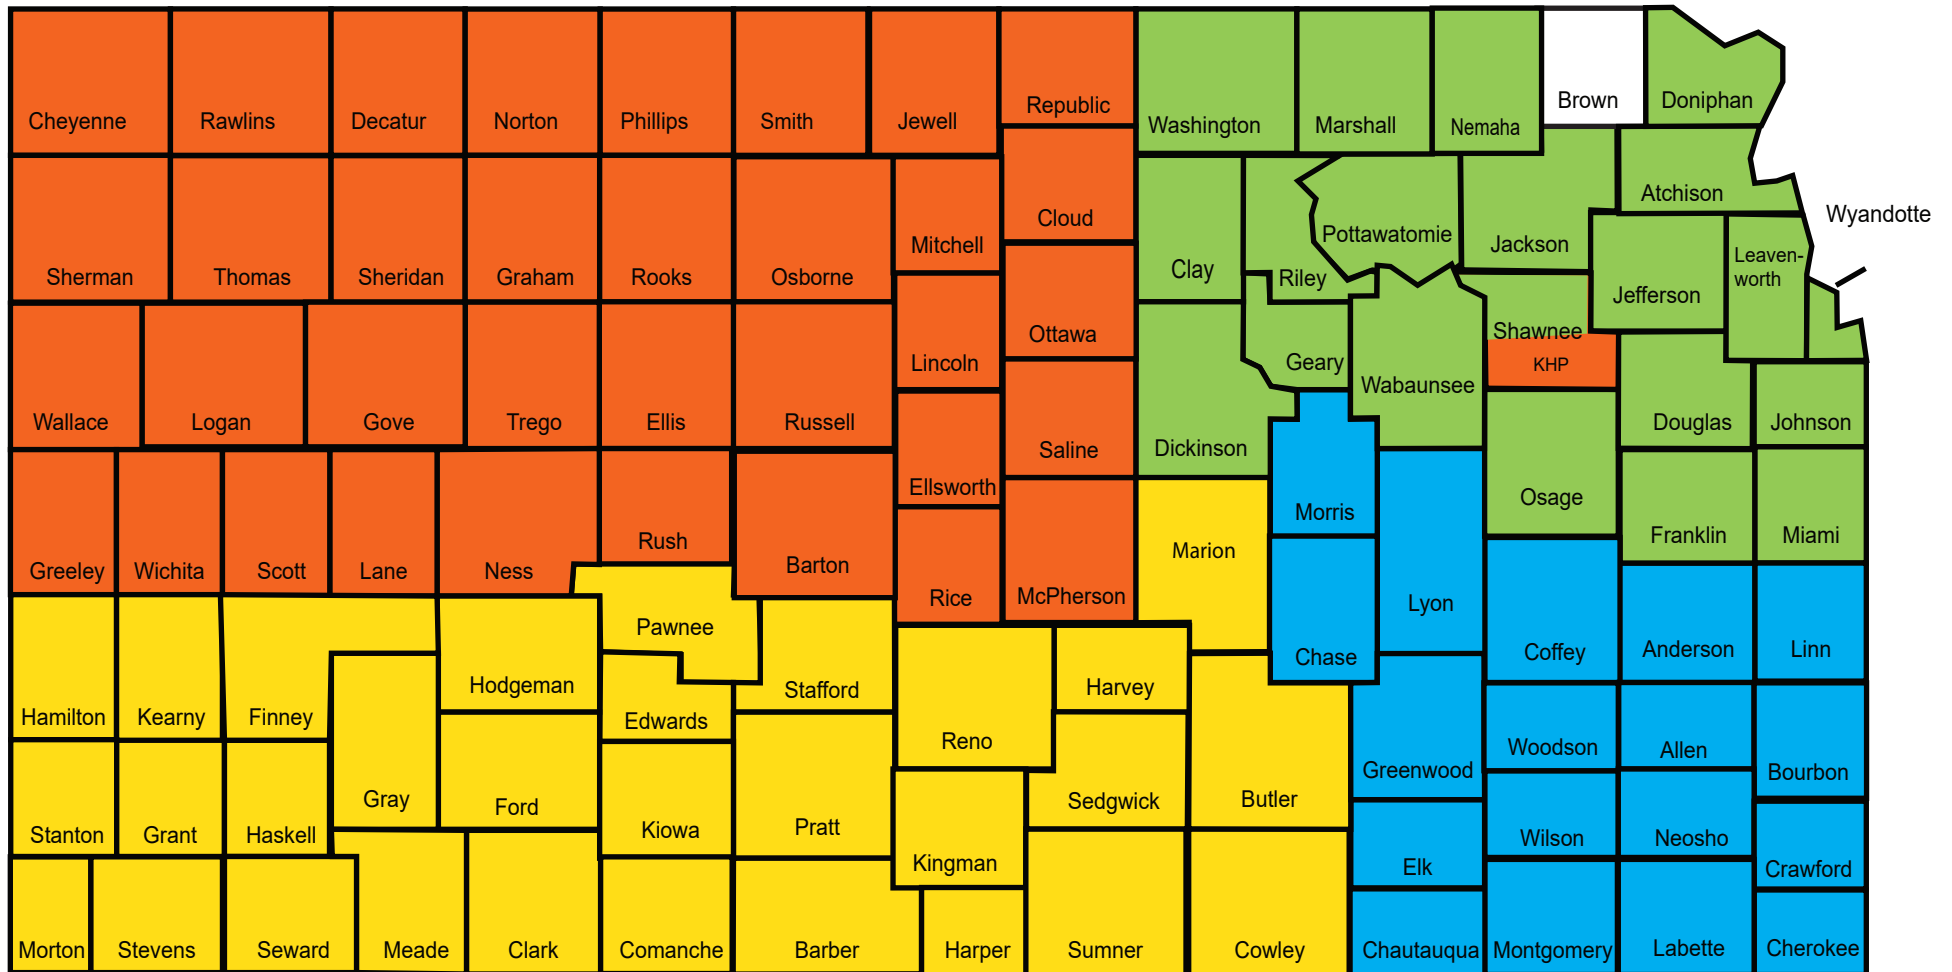 Cheyenne
Rawlins
Decatur
Norton
Phillips
Smith
Jewell
Republic
Washington
Marshall
Nemaha
Brown
Doniphan
Sherman
Thomas
Sheridan
Graham
Rooks
Osborne
Mitchell
Cloud
Clay
Riley
Pottawatomie
Jackson
Atchison
Wyandotte
Jefferson
Leaven-
worth
Wallace
Logan
Gove
Trego
Ellis
Russell
Lincoln
Ottawa
Saline
Dickinson
Geary
Wabaunsee
Shawnee
KHP
Douglas
Johnson
Greeley
Wichita
Scott
Lane
Ness
Rush
Barton
Ellsworth
Rice
McPherson
Marion
Morris
Chase
Lyon
Osage
Franklin
Miami
Hamilton
Kearny
Finney
Hodgeman
Pawnee
Edwards
Stafford
Reno
Harvey
Coffey
Anderson
Linn
Stanton
Grant
Haskell
Gray
Ford
Kiowa
Pratt
Kingman
Sedgwick
Butler
Greenwood
Woodson
Allen
Bourbon
Elk
Wilson
Neosho
Crawford
Morton
Stevens
Seward
Meade
Clark
Comanche
Barber
Harper
Sumner
Cowley
Chautauqua
Montgomery
Labette
Cherokee